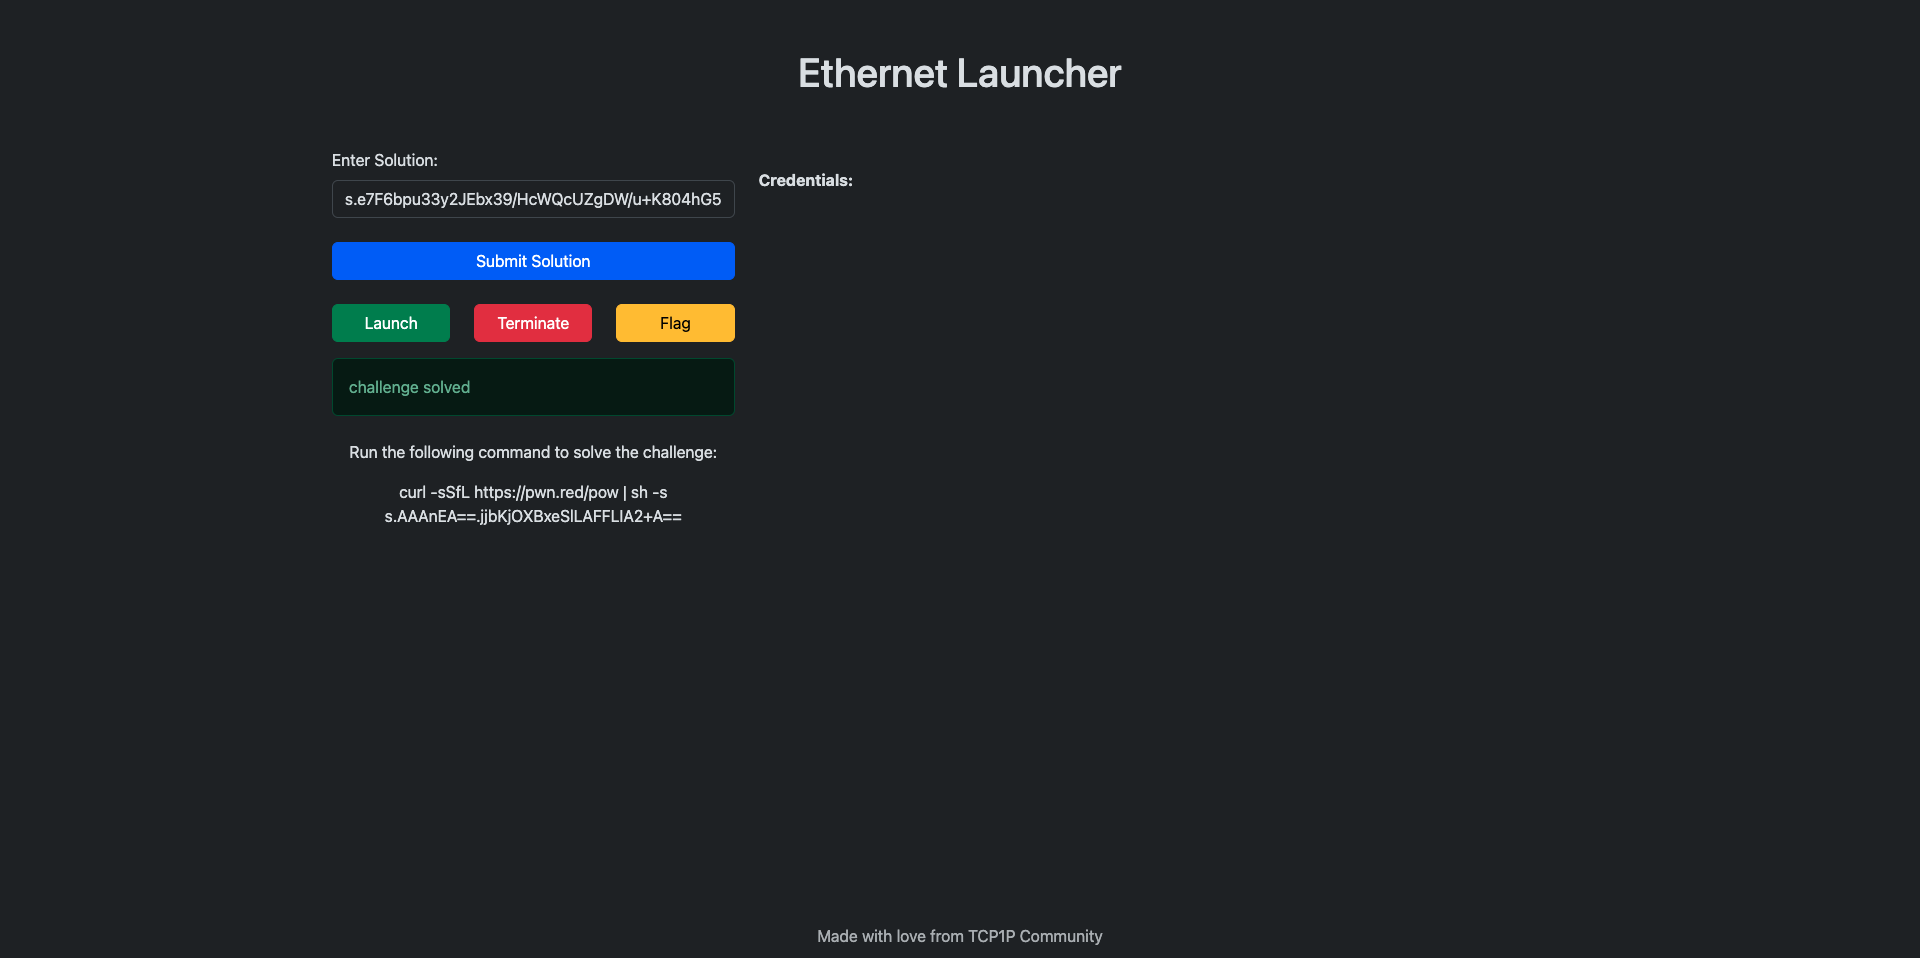 Ethernet Launcher
Enter Solution:
s.e7F6bpu33y2JEbx39/HcWQcUZgDW/u+K804hG5
Submit Solution
Launch
Terminate
Flag
challenge solved
Run the following command to solve the challenge:
curl -sSfL https://pwn.red/pow | sh -s
s.AAAnEA==.jjbKjOXBxeSlLAFFLlA2+A==
Credentials:
Made with love from TCP1P Community